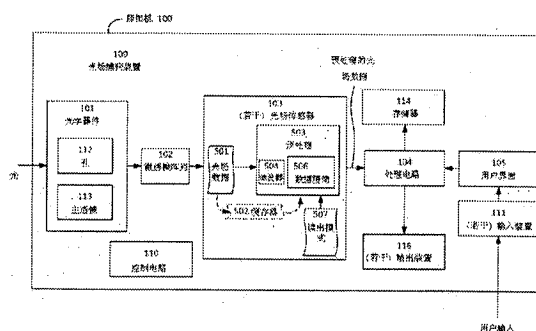 照相机 100
109
光场捕获装置
预处理的光
场数据
101
光学器件
112
孔
113
主透镜
光
102
微透镜阵列
103
(若干) 光场传感器
501
光场
数据
503
预处理
504
滤波器
506
数据精简
502 缓存器
507
读出模
式
114
存储器
104
处理电路
105
用户界面
111
(若干) 输入装置
116
(若干) 输出装置
110
控制电路
用户输入